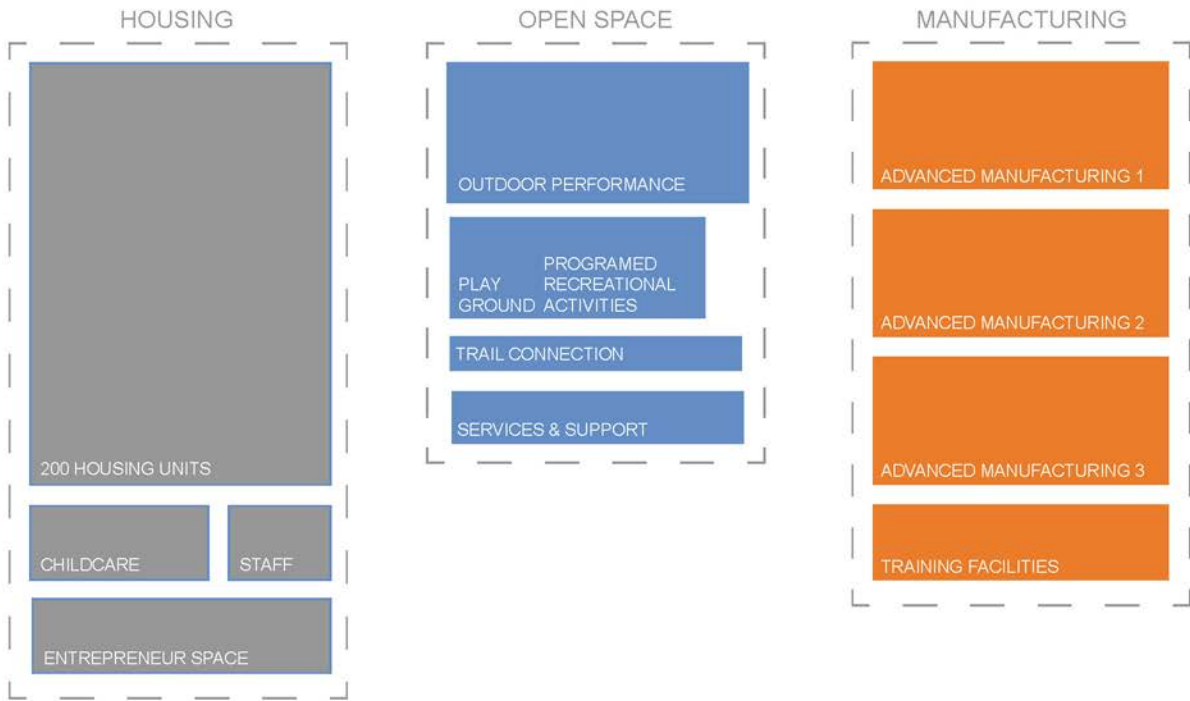 HOUSING
200 HOUSING UNITS
CHILDCARE
STAFF
ENTREPRENEUR SPACE
OPEN SPACE
OUTDOOR PERFORMANCE
PLAY
GROUND
PROGRAMED
RECREATIONAL
ACTIVITIES
TRAIL CONNECTION
SERVICES & SUPPORT
MANUFACTURING
ADVANCED MANUFACTURING 1
ADVANCED MANUFACTURING 2
ADVANCED MANUFACTURING 3
TRAINING FACILITIES